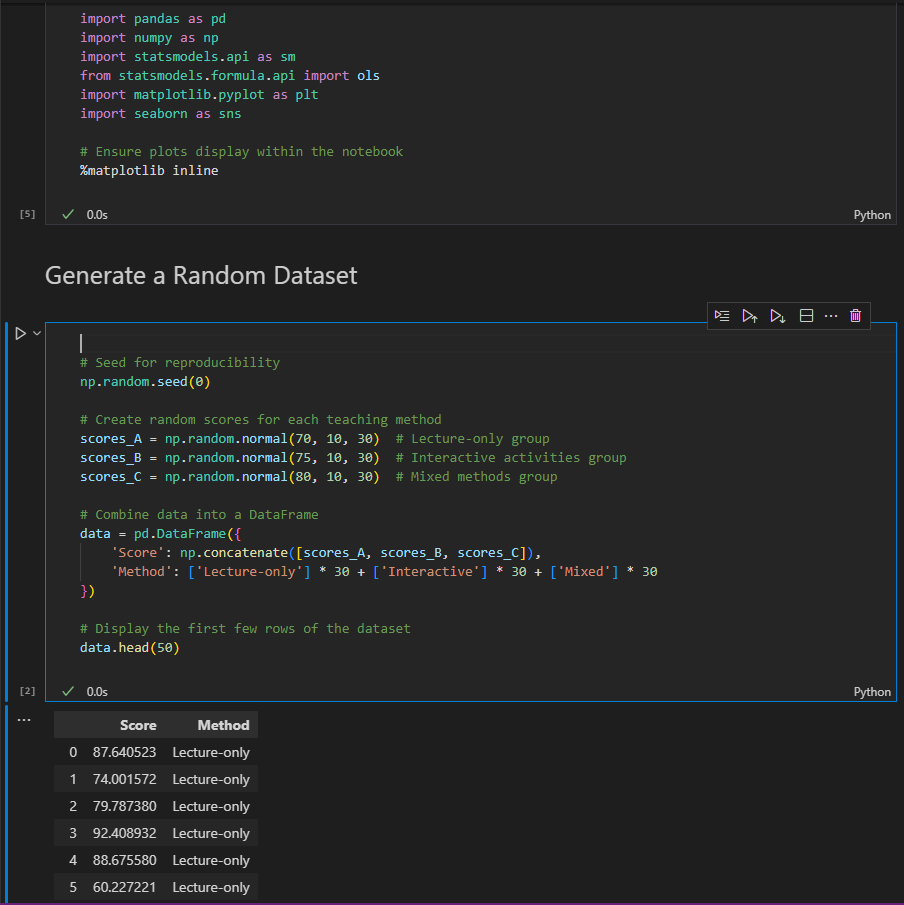 import pandas as pd
import numpy as np
import statsmodels.api as sm
from statsmodels.formula.api import ols
import matplotlib.pyplot as plt
import seaborn as sns
# Ensure plots display within the notebook
%matplotlib inline
[5] 0.0s Python
Generate a Random Dataset
# Seed for reproducibility
np.random.seed(0)
# Create random scores for each teaching method
scores_A = np.random.normal(70, 10, 30)  # Lecture-only group
scores_B = np.random.normal(75, 10, 30)  # Interactive activities group
scores_C = np.random.normal(80, 10, 30)  # Mixed methods group
# Combine data into a DataFrame
data = pd.DataFrame({
    'Score': np.concatenate([scores_A, scores_B, scores_C]),
    'Method': ['Lecture-only'] * 30 + ['Interactive'] * 30 + ['Mixed'] * 30
})
# Display the first few rows of the dataset
data.head(50)
[2] 0.0s Python
Score Method
0 87.640523 Lecture-only
1 74.001572 Lecture-only
2 79.787380 Lecture-only
3 92.408932 Lecture-only
4 88.675580 Lecture-only
5 60.227221 Lecture-only